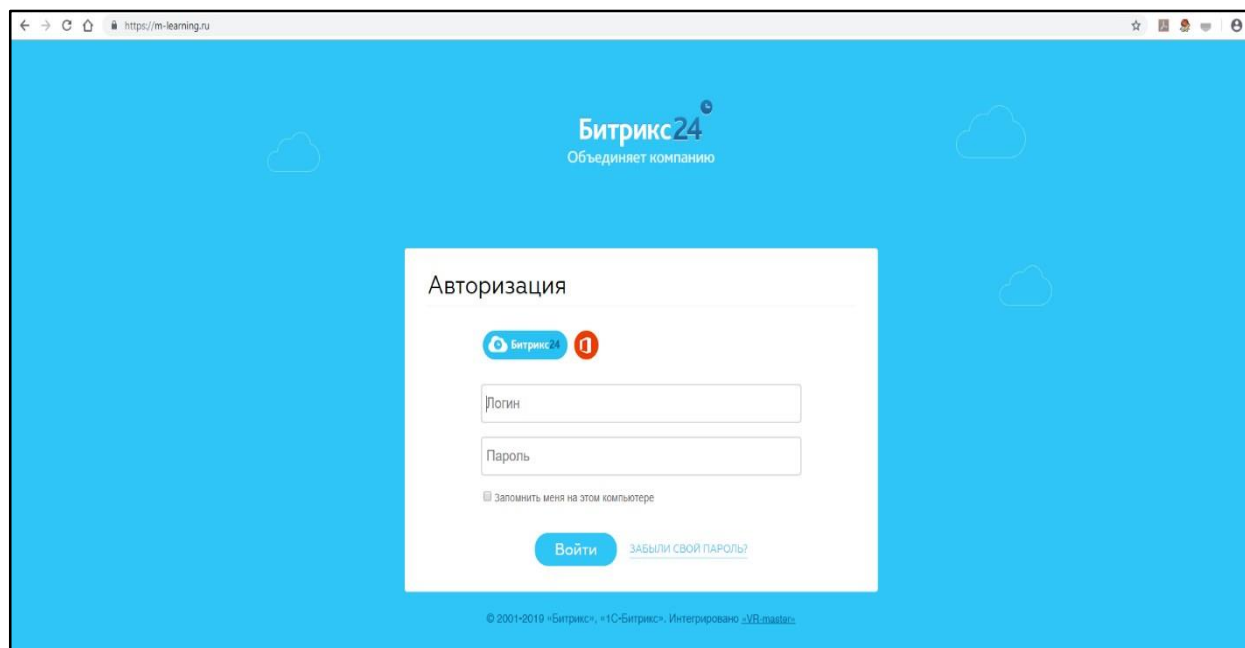 https://m-learning.ru
Битрикс24
Объединяет компанию
Авторизация
Битрикс24
Логин
Пароль
Запомнить меня на этом компьютере
Войти ЗАБЫЛИ СВОЙ ПАРОЛЬ?
© 2001-2019 «Битрикс», «1С-Битрикс». Интегрировано «VR-master»